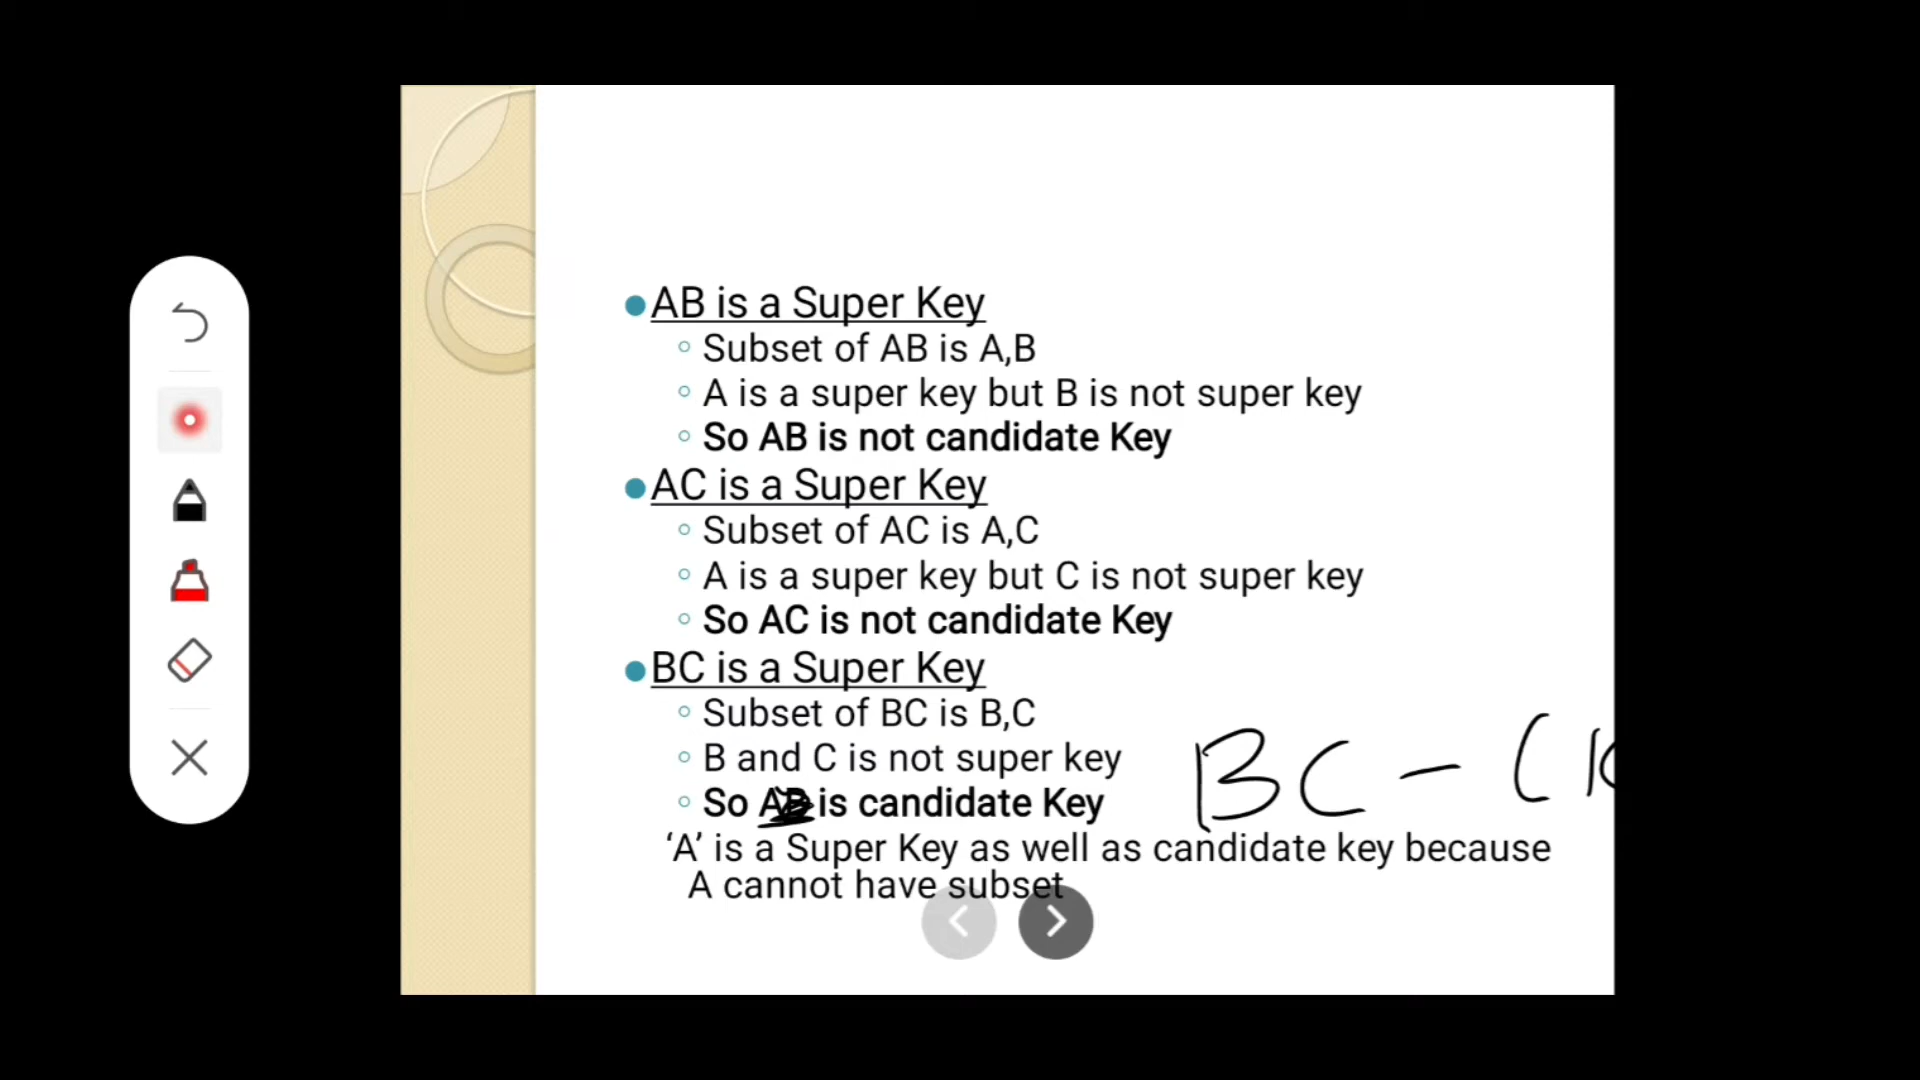 AB is a Super Key
Subset of AB is A,B
A is a super key but B is not super key
So AB is not candidate Key
AC is a Super Key
Subset of AC is A,C
A is a super key but C is not super key
So AC is not candidate Key
BC is a Super Key
Subset of BC is B,C
B and C is not super key
So AB is candidate Key
BC - C
'A' is a Super Key as well as candidate key because
A cannot have subset